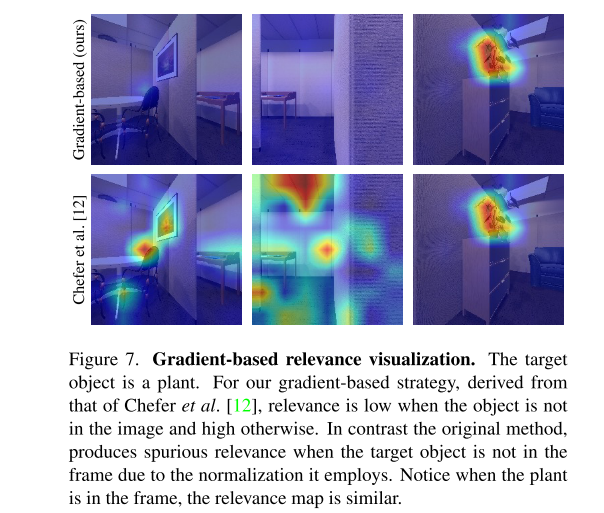 Gradient-based (ours)
Chefer et al. [12]
Figure 7. Gradient-based relevance visualization. The target
object is a plant. For our gradient-based strategy, derived from
that of Chefer et al. [12], relevance is low when the object is not
in the image and high otherwise. In contrast the original method,
produces spurious relevance when the target object is not in the
frame due to the normalization it employs. Notice when the plant
is in the frame, the relevance map is similar.